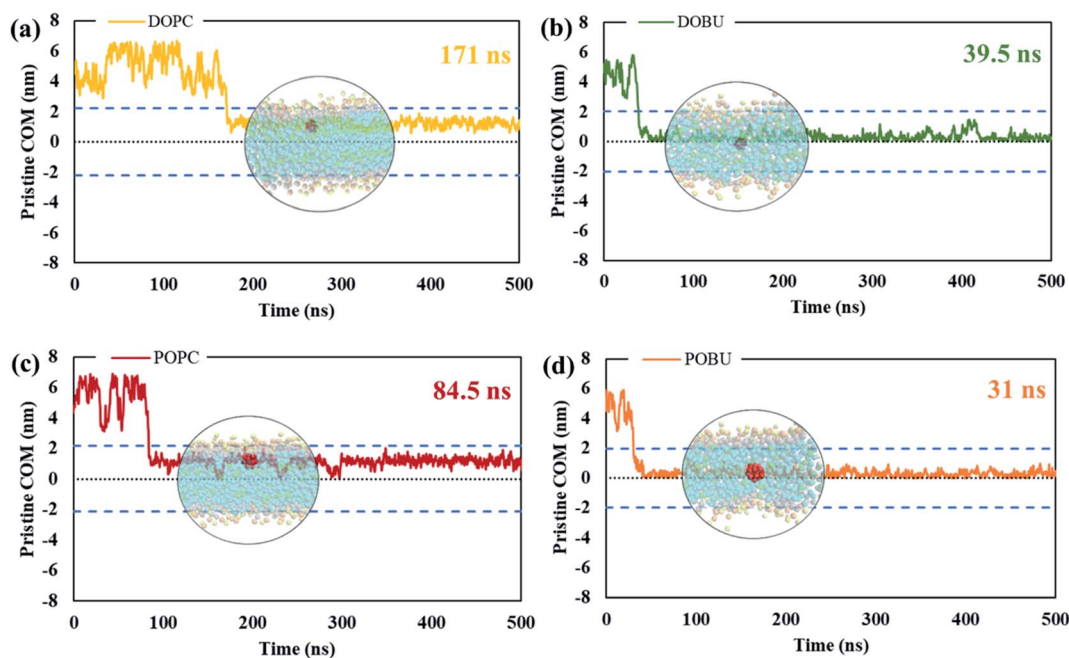 (a)
DOPC
171 ns
Pristine COM (nm)
8
6
4
2
0
-2
-4
-6
-8
0 100 200 300 400 500
Time (ns)
(b)
DOBU
39.5 ns
Pristine COM (nm)
8
6
4
2
0
-2
-4
-6
-8
0 100 200 300 400 500
Time (ns)
(c)
POPC
84.5 ns
Pristine COM (nm)
8
6
4
2
0
-2
-4
-6
-8
0 100 200 300 400 500
Time (ns)
(d)
POBU
31 ns
Pristine COM (nm)
8
6
4
2
0
-2
-4
-6
-8
0 100 200 300 400 500
Time (ns)